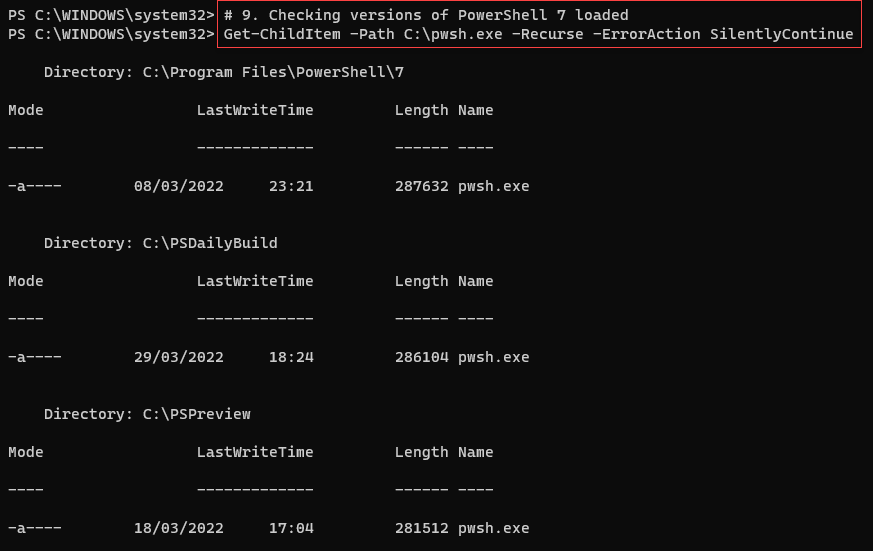 PS C:\WINDOWS\system32> # 9. Checking versions of PowerShell 7 loaded
PS C:\WINDOWS\system32> Get-ChildItem -Path C:\pwsh.exe -Recurse -ErrorAction SilentlyContinue
Directory: C:\Program Files\PowerShell\7
Mode LastWriteTime Length Name
---- ------------- ------ ----
-a---- 08/03/2022 23:21 287632 pwsh.exe
Directory: C:\PSDailyBuild
Mode LastWriteTime Length Name
---- ------------- ------ ----
-a---- 29/03/2022 18:24 286104 pwsh.exe
Directory: C:\PSPreview
Mode LastWriteTime Length Name
---- ------------- ------ ----
-a---- 18/03/2022 17:04 281512 pwsh.exe